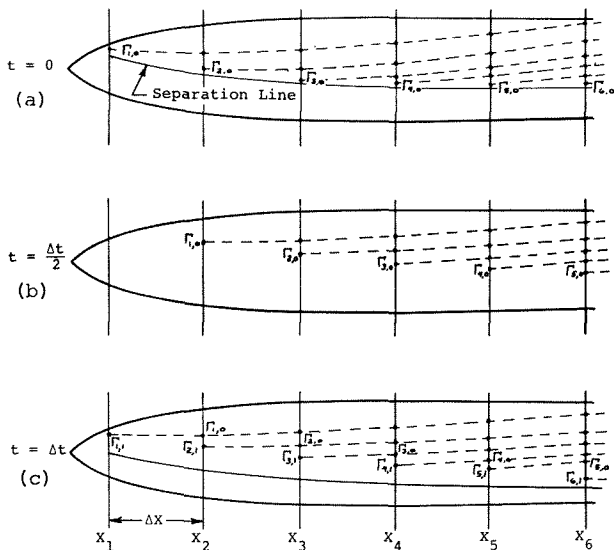 Γ1,0
t = 0
Γ2,0
(a)
Separation Line
Γ3,0 Γ4,0 Γ5,0 Γ6,0
t = Δt/2
Γ1,0
Γ2,0
(b)
Γ3,0 Γ4,0 Γ5,0
t = Δt
Γ1,1 Γ1,0
Γ2,1 Γ2,0
(c)
Γ3,1 Γ3,0
Γ4,1 Γ4,0
Γ5,1 Γ5,0
Γ6,1
ΔX
X1 X2 X3 X4 X5 X6